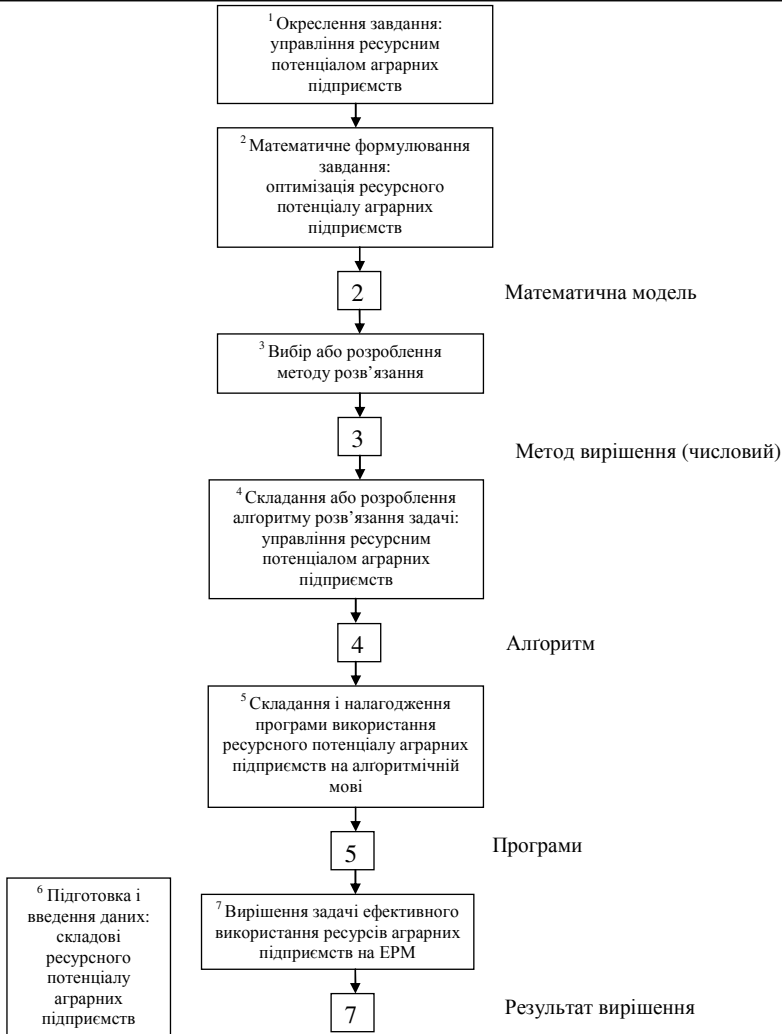 1 Окреслення завдання:
управління ресурсним
потенціалом аграрних
підприємств
2 Математичне формулювання
завдання:
оптимізація ресурсного
потенціалу аграрних
підприємств
2
Математична модель
3 Вибір або розроблення
методу розв’язання
3
Метод вирішення (числовий)
4 Складання або розроблення
алґоритму розв’язання задачі:
управління ресурсним
потенціалом аграрних
підприємств
4
Алґоритм
5 Складання і налагодження
програми використання
ресурсного потенціалу аграрних
підприємств на алґоритмічній
мові
5
Програми
6 Підготовка і
введення даних:
складові
ресурсного
потенціалу
аграрних
підприємств
7 Вирішення задачі ефективного
використання ресурсів аграрних
підприємств на ЕРМ
7
Результат вирішення